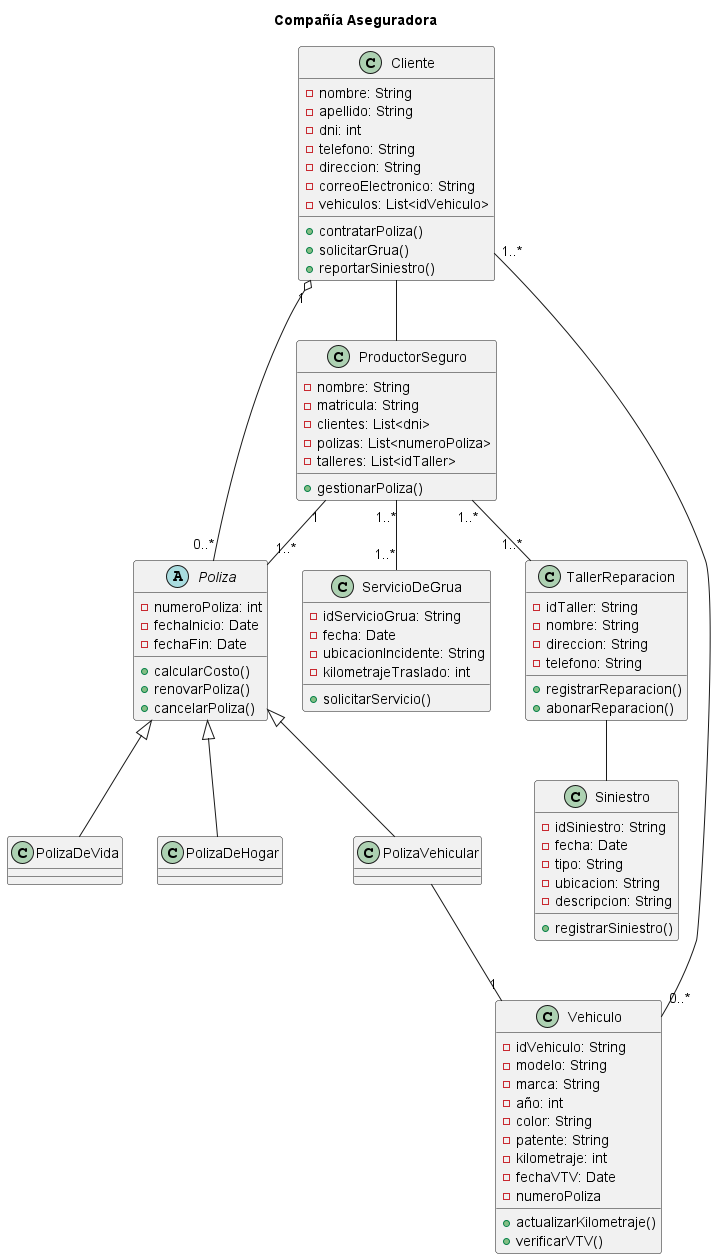 Compañía Aseguradora
C Cliente
nombre: String
apellido: String
dni: int
telefono: String
direccion: String
correoElectronico: String
vehiculos: List<idVehiculo>
contratarPoliza()
solicitarGrua()
reportarSiniestro()
1..*
1
C ProductorSeguro
nombre: String
matricula: String
clientes: List<dni>
polizas: List<numeroPoliza>
talleres: List<idTaller>
gestionarPoliza()
1
1..*
1..*
0..*
1..*
1..*
1..*
A Poliza
numeroPoliza: int
fechaInicio: Date
fechaFin: Date
calcularCosto()
renovarPoliza()
cancelarPoliza()
C ServicioDeGrua
idServicioGrua: String
fecha: Date
ubicacionIncidente: String
kilometrajeTraslado: int
solicitarServicio()
C TallerReparacion
idTaller: String
nombre: String
direccion: String
telefono: String
registrarReparacion()
abonarReparacion()
C PolizaDeVida
C PolizaDeHogar
C PolizaVehicular
C Siniestro
idSiniestro: String
fecha: Date
tipo: String
ubicacion: String
descripcion: String
registrarSiniestro()
1
0..*
C Vehiculo
idVehiculo: String
modelo: String
marca: String
año: int
color: String
patente: String
kilometraje: int
fechaVTV: Date
numeroPoliza
actualizarKilometraje()
verificarVTV()